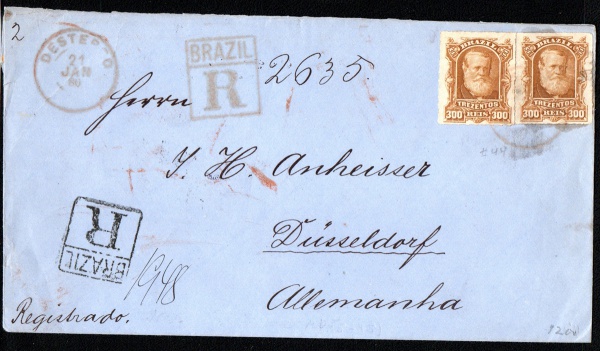 2
DESTERRO
21
JAN
BRAZIL
R
2635
BRAZIL BRAZIL
TREZENTOS TREZENTOS
300 REIS 300 300 REIS 300
Herrn
J. H. Anheisser
Düsseldorf
Allemanha
R
BRAZIL
1948
Registrado.